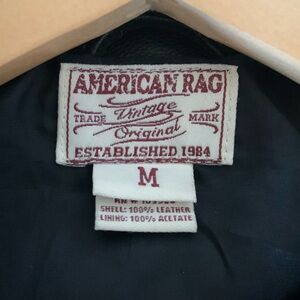 AMERICAN RAG
Vintage
TRADE MARK
Original
ESTABLISHED 1984
M
SHELL: 100% LEATHER
LINING: 100% ACETATE